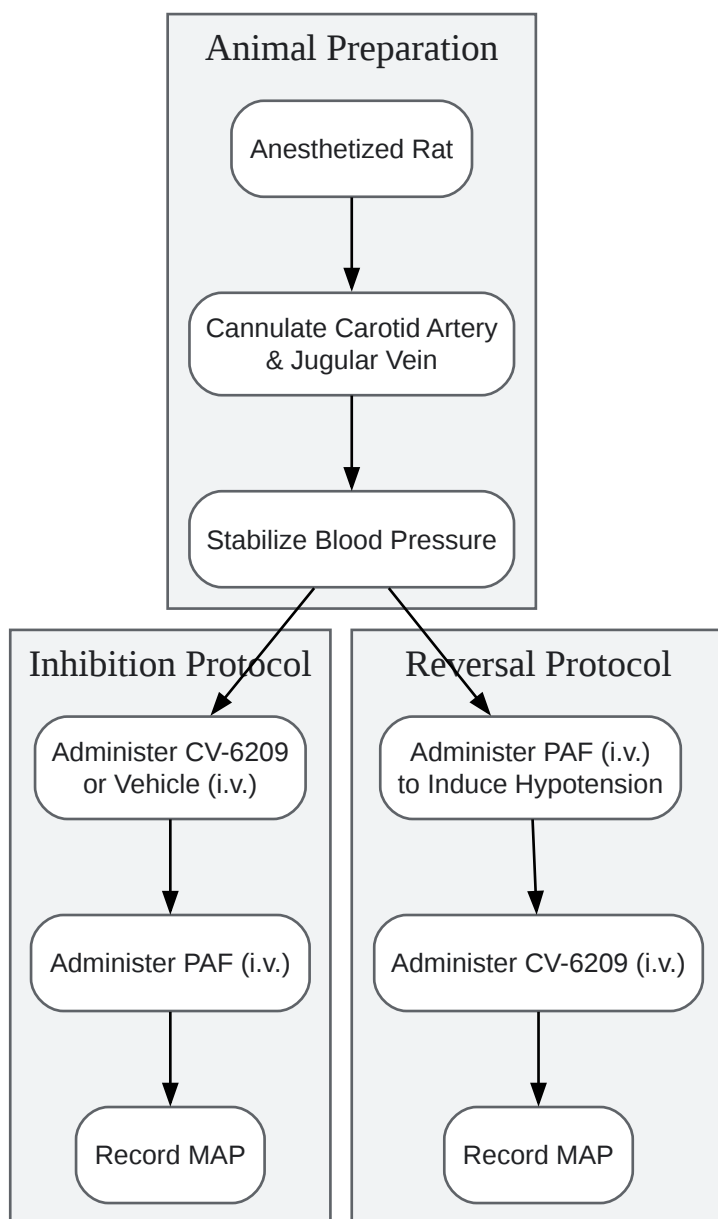 Animal Preparation
Anesthetized Rat
Cannulate Carotid Artery
& Jugular Vein
Stabilize Blood Pressure
Inhibition Protocol
Administer CV-6209
or Vehicle (i.v.)
Administer PAF (i.v.)
Record MAP
Reversal Protocol
Administer PAF (i.v.)
to Induce Hypotension
Administer CV-6209 (i.v.)
Record MAP